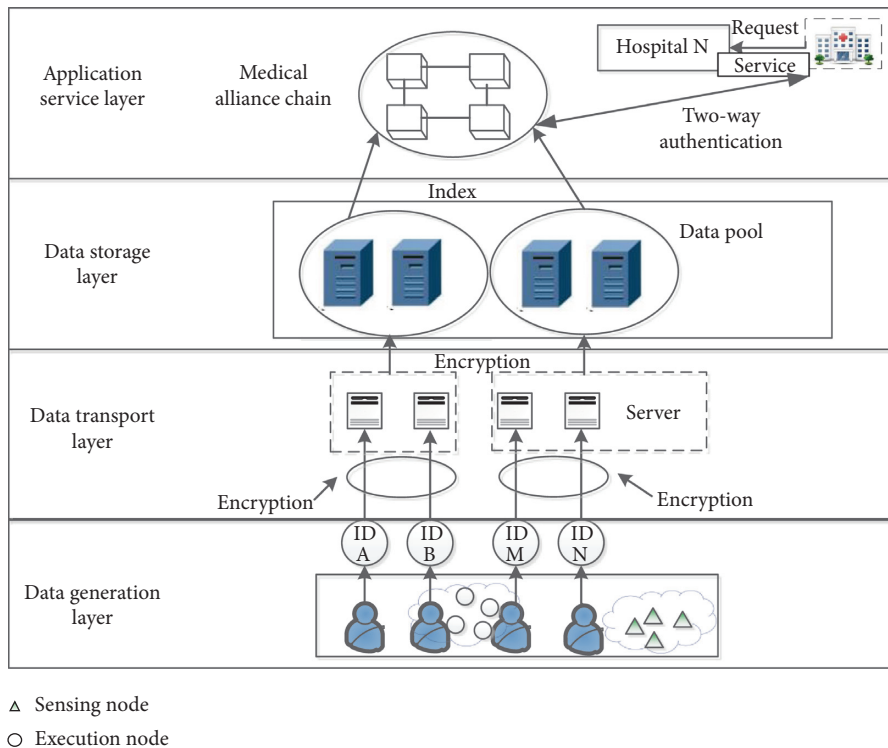 Request
Hospital N
Service
Application
service layer
Medical
alliance chain
Two-way
authentication
Index
Data pool
Data storage
layer
Encryption
Server
Data transport
layer
Encryption
Encryption
ID
A
ID
B
ID
M
ID
N
Data generation
layer
Sensing node
Execution node